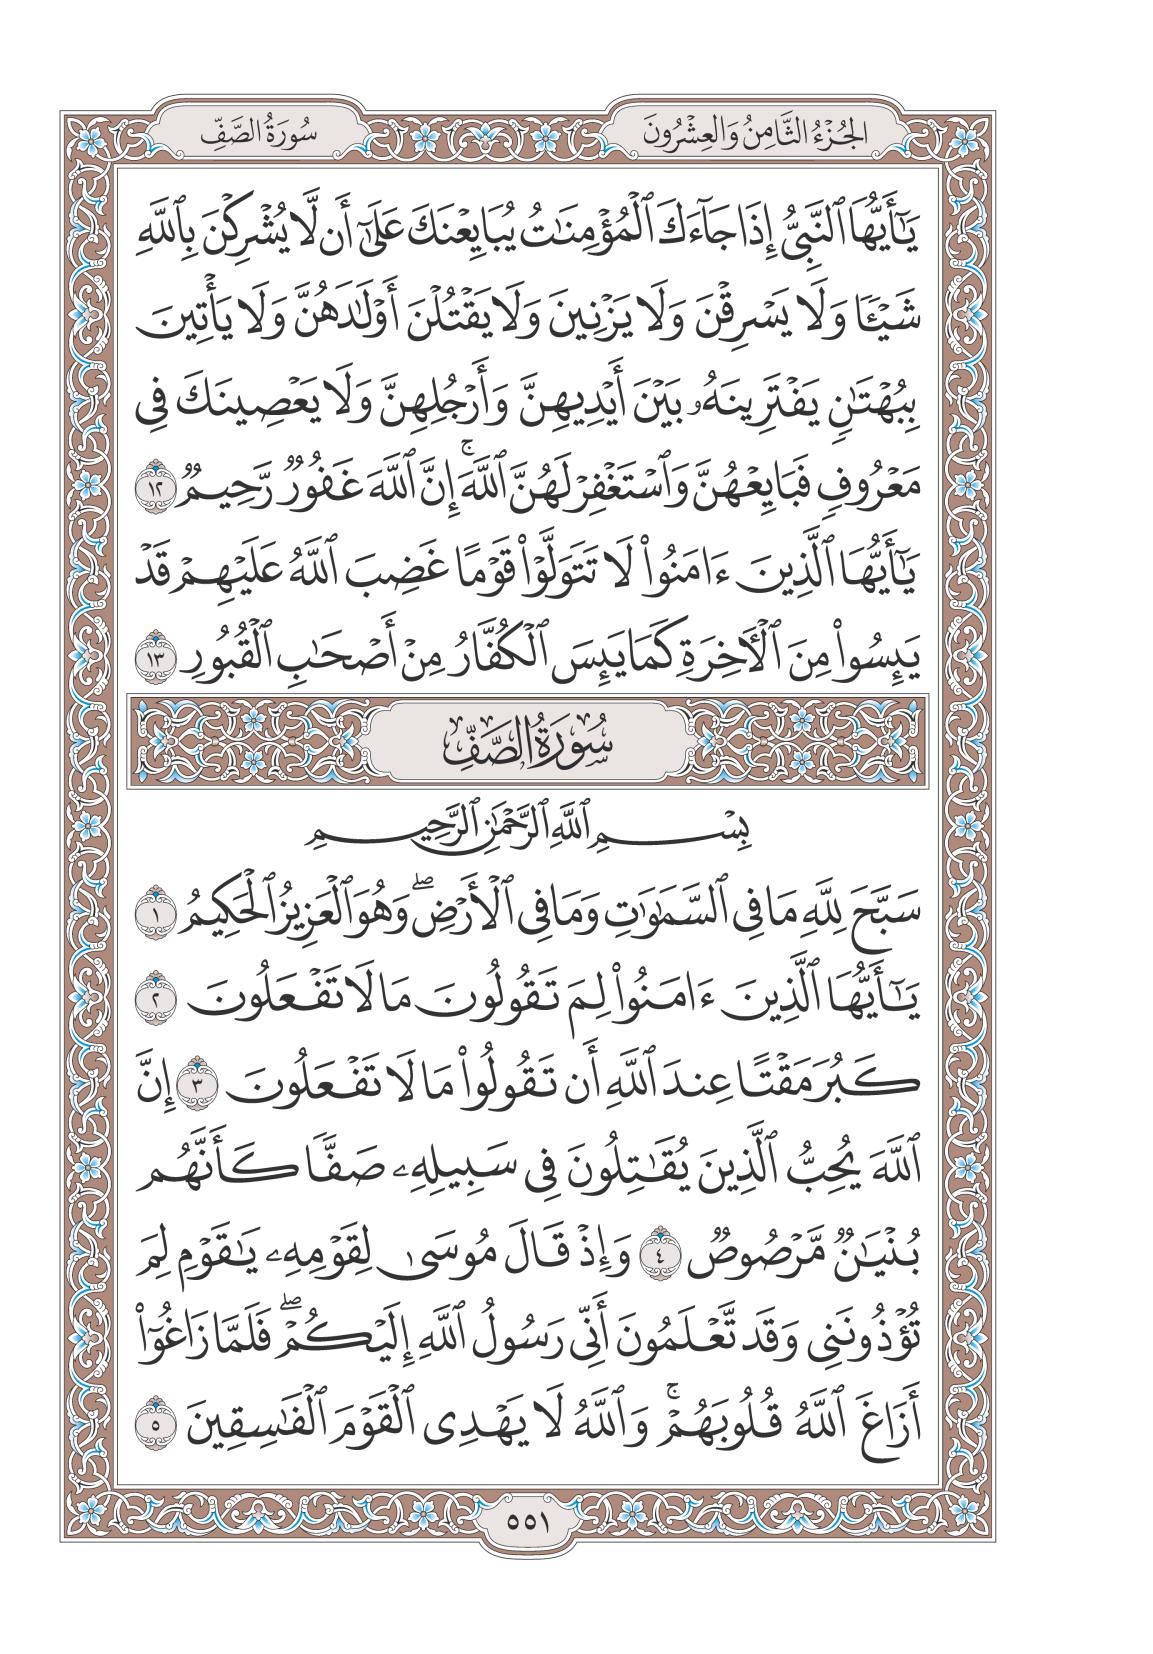 الجُزْءُ الثَّامِنُ وَالعِشْرُونَ
سُورَةُ الصَّفِّ
يَٰٓأَيُّهَا ٱلنَّبِىُّ إِذَا جَآءَكَ ٱلْمُؤْمِنَٰتُ يُبَايِعْنَكَ عَلَىٰٓ أَن لَّا يُشْرِكْنَ بِٱللَّهِ
شَيْـًٔا وَلَا يَسْرِقْنَ وَلَا يَزْنِينَ وَلَا يَقْتُلْنَ أَوْلَٰدَهُنَّ وَلَا يَأْتِينَ
بِبُهْتَٰنٍ يَفْتَرِينَهُۥ بَيْنَ أَيْدِيهِنَّ وَأَرْجُلِهِنَّ وَلَا يَعْصِينَكَ فِى
مَعْرُوفٍ فَبَايِعْهُنَّ وَٱسْتَغْفِرْ لَهُنَّ ٱللَّهَ ۚ إِنَّ ٱللَّهَ غَفُورٌ رَّحِيمٌ ١٢
يَٰٓأَيُّهَا ٱلَّذِينَ ءَامَنُوا۟ لَا تَتَوَلَّوْا۟ قَوْمًا غَضِبَ ٱللَّهُ عَلَيْهِمْ قَدْ
يَئِسُوا۟ مِنَ ٱلْـَٔاخِرَةِ كَمَا يَئِسَ ٱلْكُفَّارُ مِنْ أَصْحَٰبِ ٱلْقُبُورِ ١٣
سُورَةُ الصَّفِّ
بِسْمِ ٱللَّهِ ٱلرَّحْمَٰنِ ٱلرَّحِيمِ
سَبَّحَ لِلَّهِ مَا فِى ٱلسَّمَٰوَٰتِ وَمَا فِى ٱلْأَرْضِ ۖ وَهُوَ ٱلْعَزِيزُ ٱلْحَكِيمُ ١
يَٰٓأَيُّهَا ٱلَّذِينَ ءَامَنُوا۟ لِمَ تَقُولُونَ مَا لَا تَفْعَلُونَ ٢
كَبُرَ مَقْتًا عِندَ ٱللَّهِ أَن تَقُولُوا۟ مَا لَا تَفْعَلُونَ ٣ إِنَّ
ٱللَّهَ يُحِبُّ ٱلَّذِينَ يُقَٰتِلُونَ فِى سَبِيلِهِۦ صَفًّا كَأَنَّهُم
بُنْيَٰنٌ مَّرْصُوصٌ ٤ وَإِذْ قَالَ مُوسَىٰ لِقَوْمِهِۦ يَٰقَوْمِ لِمَ
تُؤْذُونَنِى وَقَد تَّعْلَمُونَ أَنِّى رَسُولُ ٱللَّهِ إِلَيْكُمْ ۖ فَلَمَّا زَاغُوٓا۟
أَزَاغَ ٱللَّهُ قُلُوبَهُمْ ۚ وَٱللَّهُ لَا يَهْدِى ٱلْقَوْمَ ٱلْفَٰسِقِينَ ٥
٥٥١